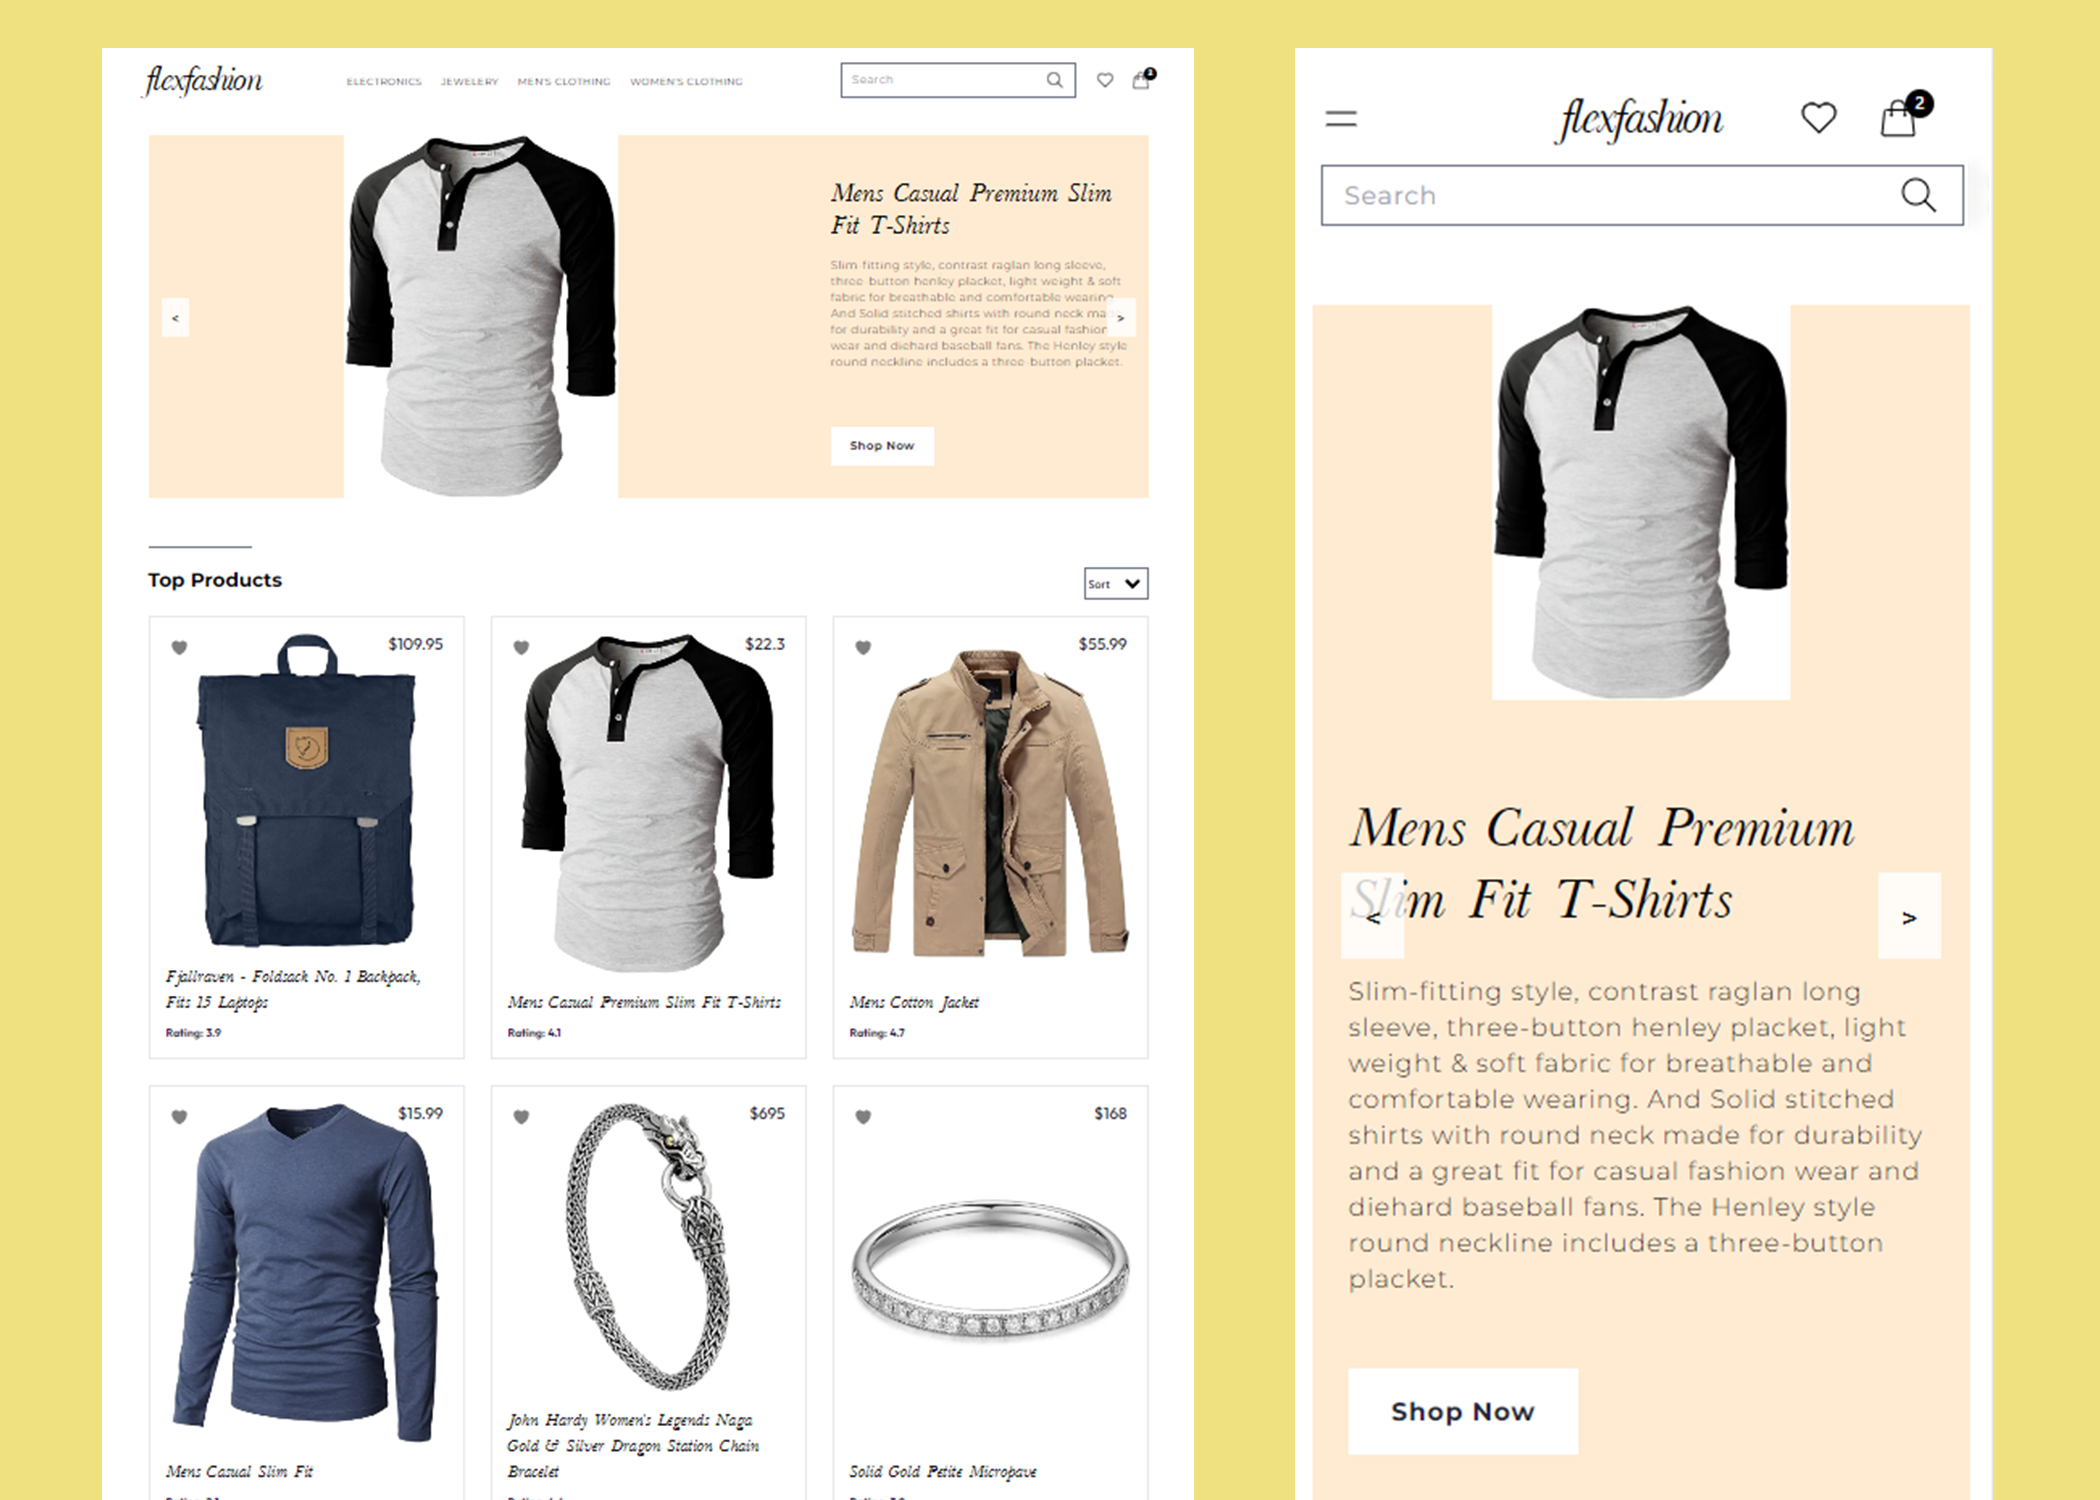 flexfashion
ELECTRONICS JEWELERY MEN'S CLOTHING WOMEN'S CLOTHING
Search
2
Mens Casual Premium Slim
Fit T-Shirts
Slim-fitting style, contrast raglan long sleeve,
three-button henley placket, light weight & soft
fabric for breathable and comfortable wearing.
And Solid stitched shirts with round neck
for durability and a great fit for casual fashion
wear and diehard baseball fans. The Henley style
round neckline includes a three-button placket.
<
>
Shop Now
Top Products
Sort
$109.95
Fjallraven - Foldsack No. 1 Backpack,
Fits 15 Laptops
Rating: 3.9
$22.3
Mens Casual Premium Slim Fit T-Shirts
Rating: 4.1
$55.99
Mens Cotton Jacket
Rating: 4.7
$15.99
Mens Casual Slim Fit
$695
John Hardy Women's Legends Naga
Gold & Silver Dragon Station Chain
Bracelet
$168
Solid Gold Petite Micropave
flexfashion
2
Search
Mens Casual Premium
Slim Fit T-Shirts
<
>
Slim-fitting style, contrast raglan long
sleeve, three-button henley placket, light
weight & soft fabric for breathable and
comfortable wearing. And Solid stitched
shirts with round neck made for durability
and a great fit for casual fashion wear and
diehard baseball fans. The Henley style
round neckline includes a three-button
placket.
Shop Now